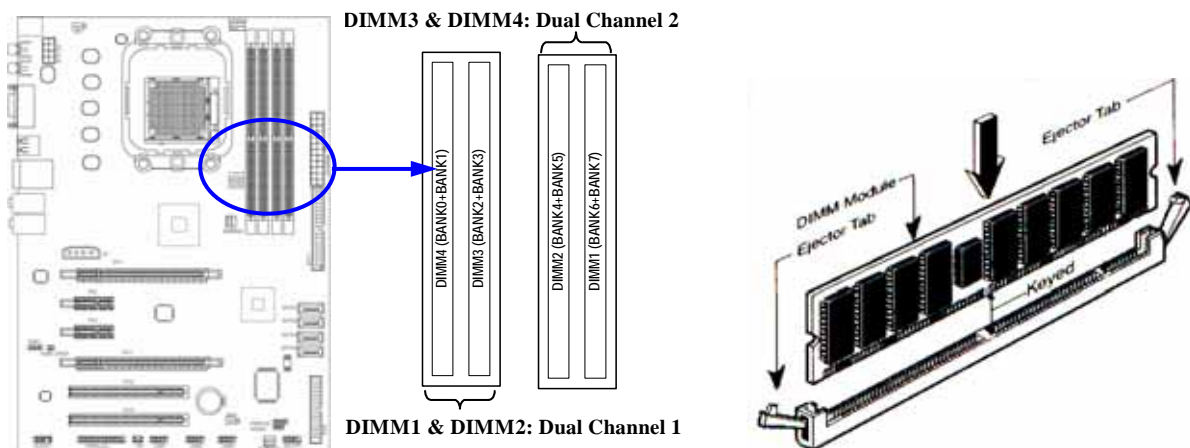 DIMM3 & DIMM4: Dual Channel 2
DIMM4 (BANK0+BANK1)
DIMM3 (BANK2+BANK3)
DIMM2 (BANK4+BANK5)
DIMM1 (BANK6+BANK7)
DIMM1 & DIMM2: Dual Channel 1
Ejector Tab
DIMM Module
Ejector Tab
Keyed